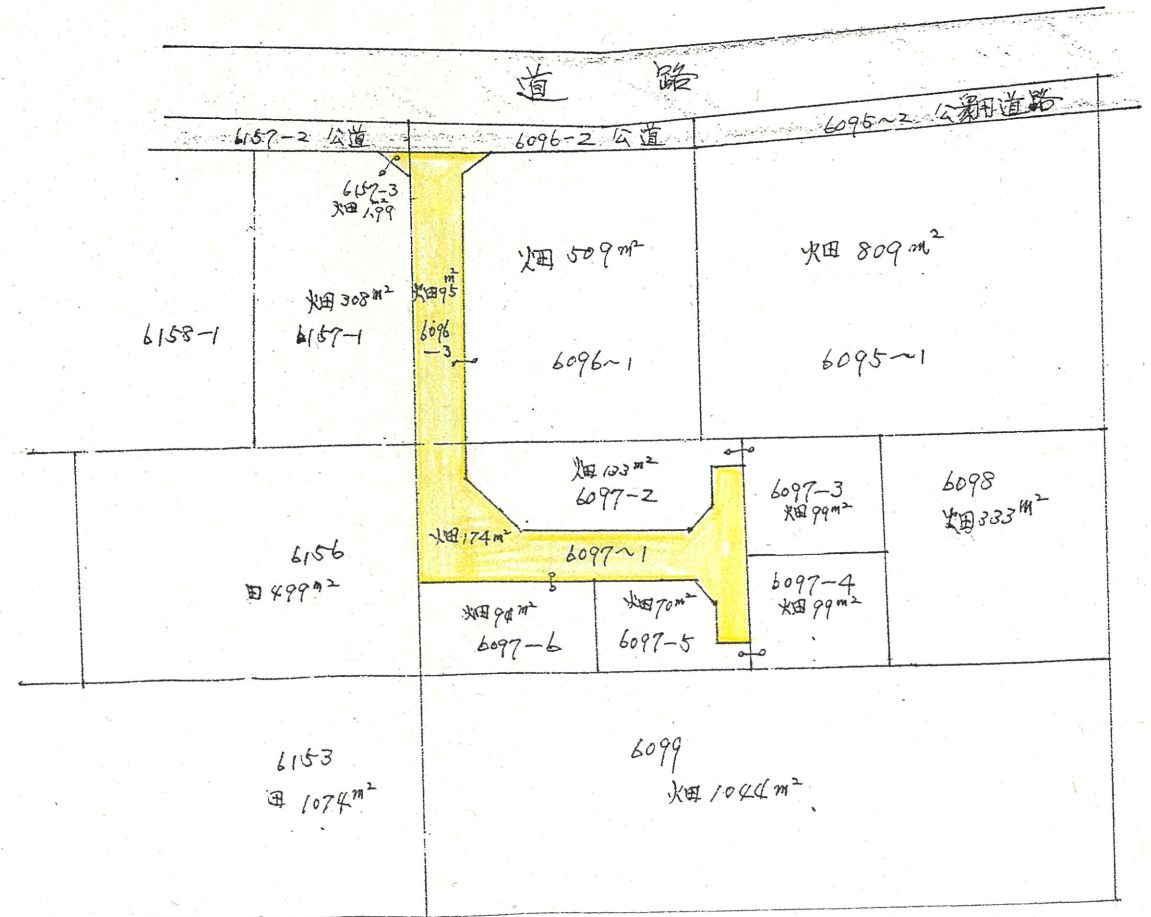 道 路
6157-2 公道
6096-2 公道
6095~2 公衆用道路
6157-3
畑 1.99m²
畑 509m²
畑 809m²
畑 308m²
畑 95m²
6158-1
6157-1
6096
-3
6096~1
6095~1
畑 133m²
6097-2
6097-3
畑 99m²
6098
畑 333m²
畑 174m²
6097~1
6156
田 499m²
6097-4
畑 99m²
畑 94m²
6097-6
畑 70m²
6097-5
6153
田 1074m²
6099
畑 1044m²